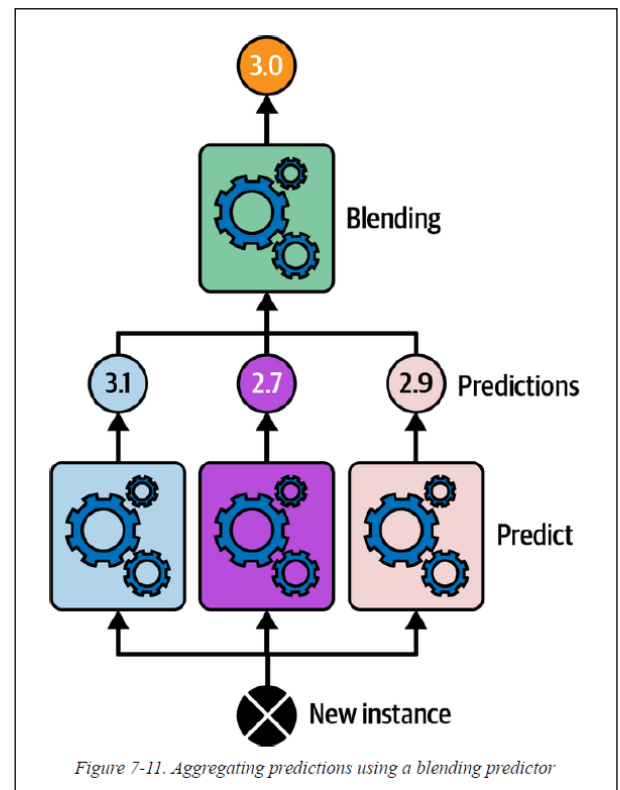 3.0
Blending
3.1 2.7 2.9 Predictions
Predict
New instance
Figure 7-11. Aggregating predictions using a blending predictor